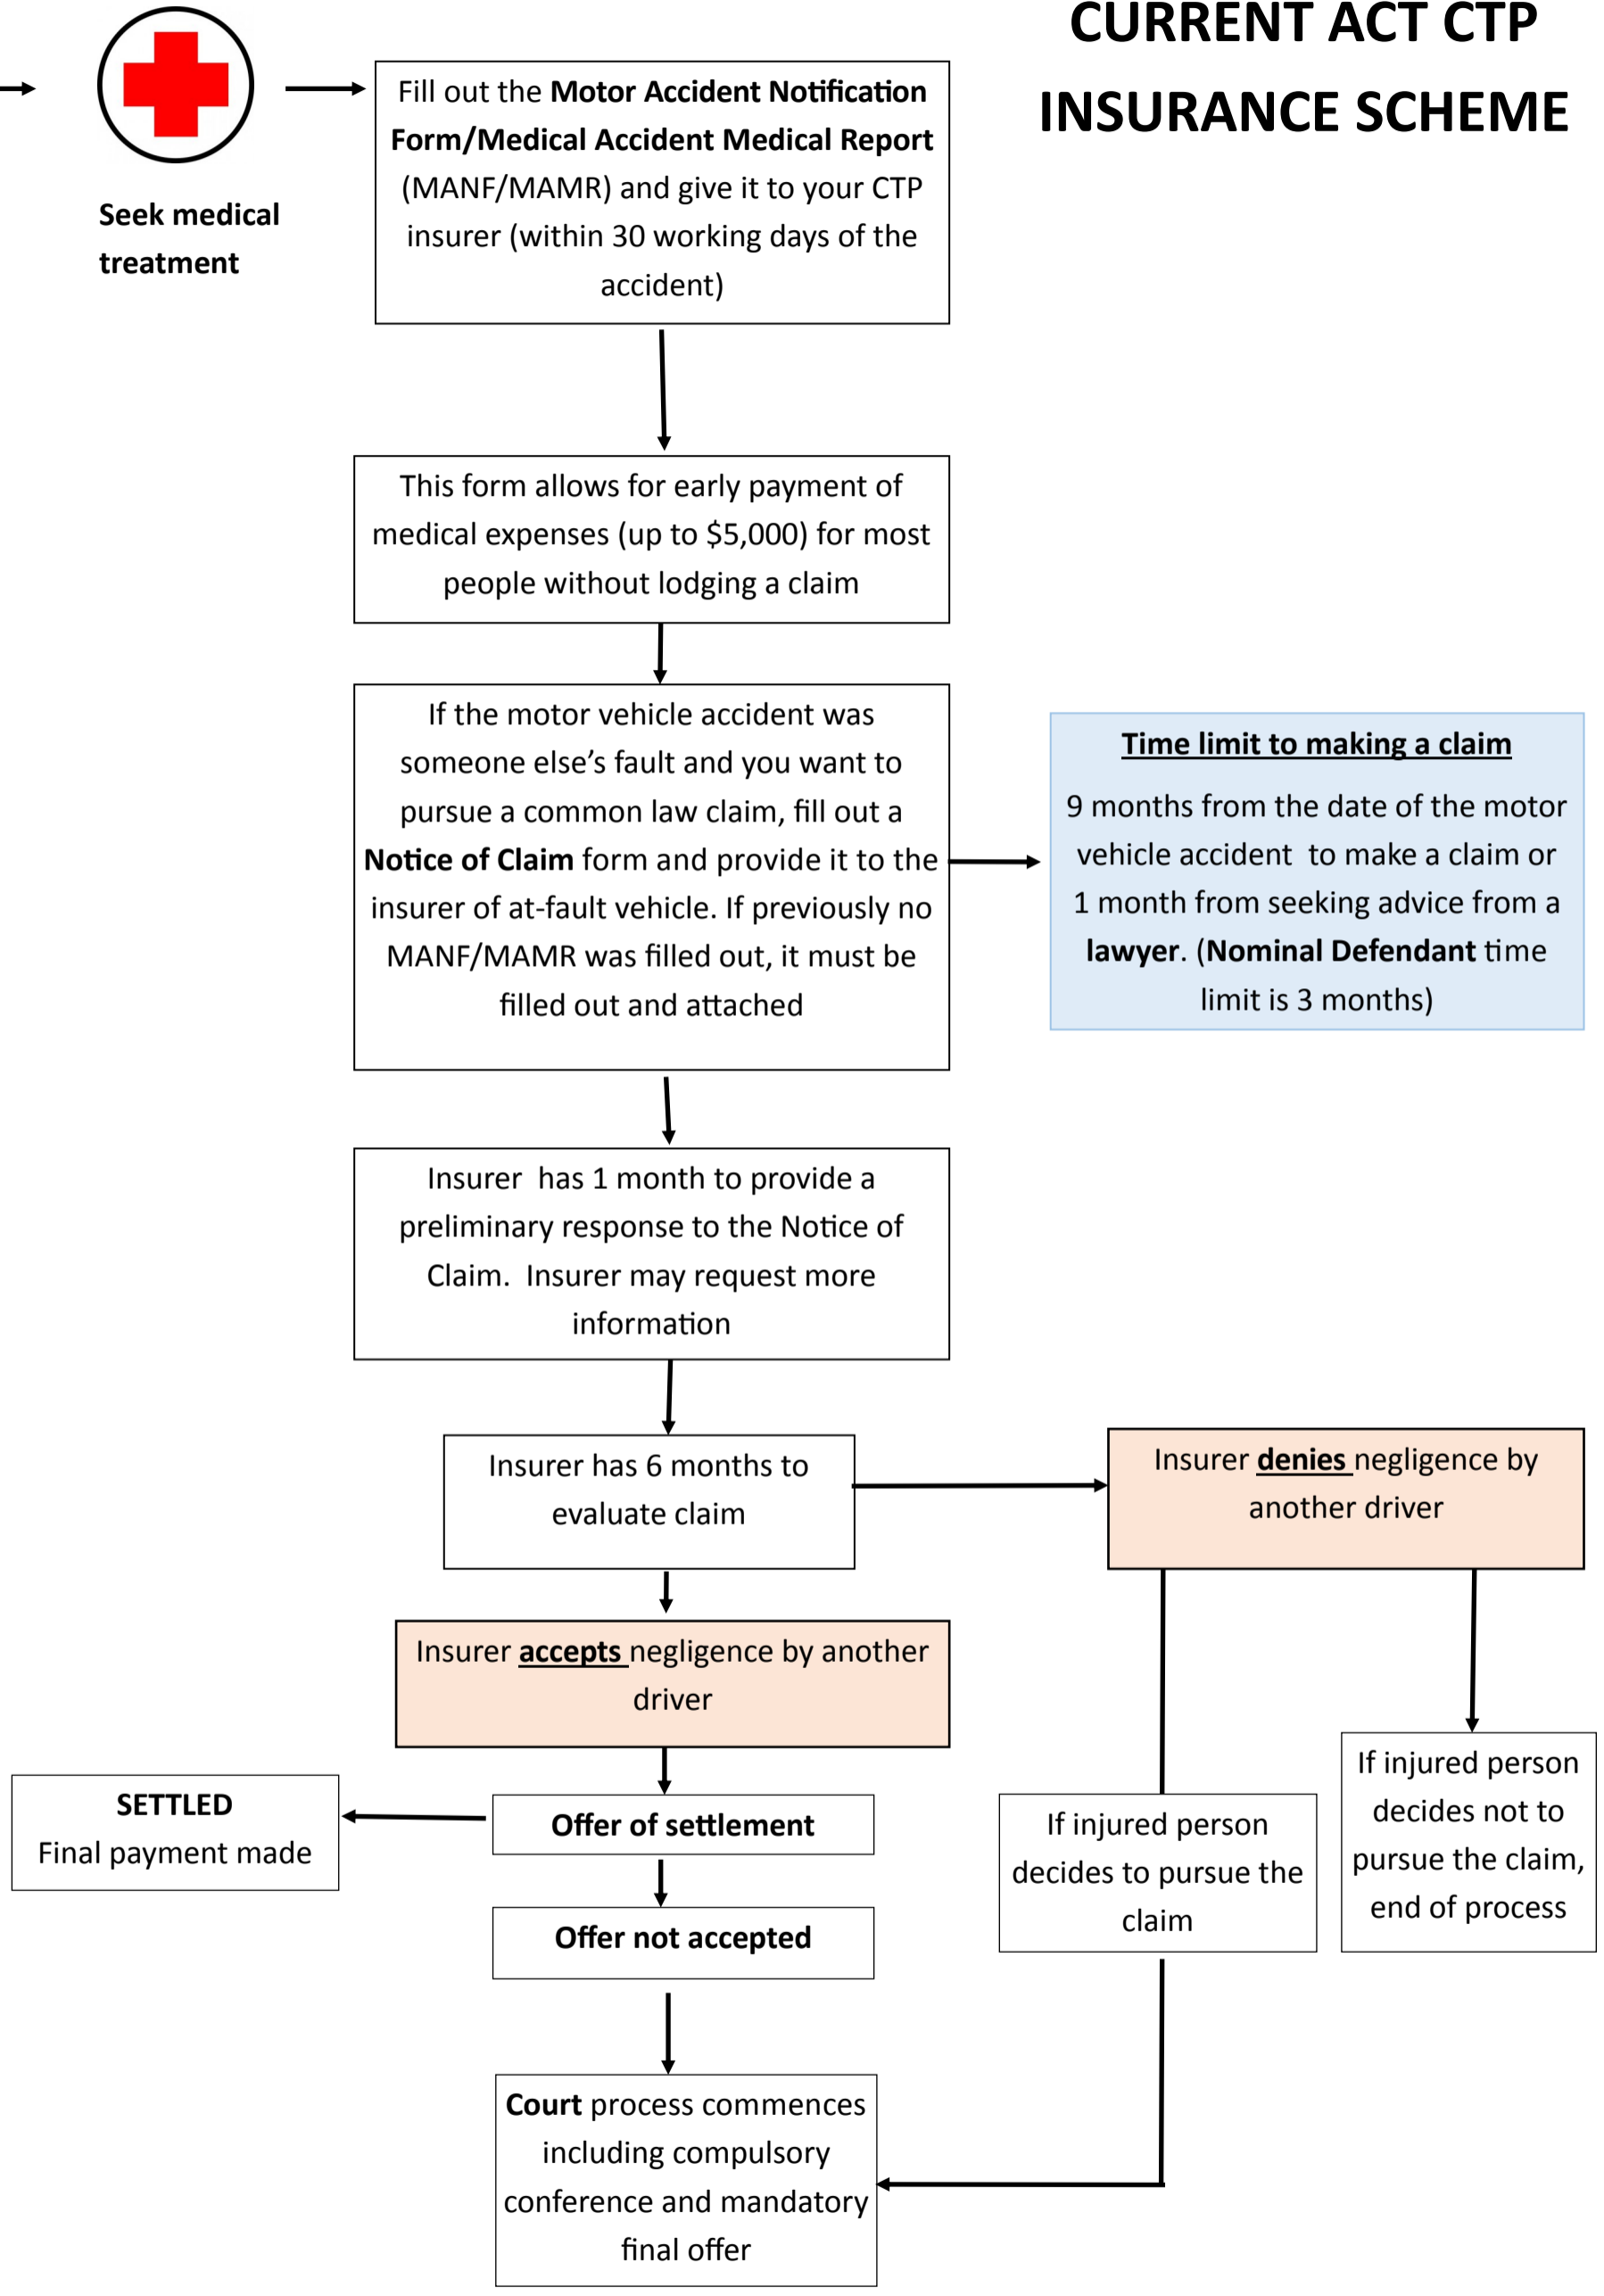 CURRENT ACT CTP
INSURANCE SCHEME
Seek medical
treatment
Fill out the Motor Accident Notification
Form/Medical Accident Medical Report
(MANF/MAMR) and give it to your CTP
insurer (within 30 working days of the
accident)
This form allows for early payment of
medical expenses (up to $5,000) for most
people without lodging a claim
If the motor vehicle accident was
someone else’s fault and you want to
pursue a common law claim, fill out a
Notice of Claim form and provide it to the
insurer of at-fault vehicle. If previously no
MANF/MAMR was filled out, it must be
filled out and attached
Time limit to making a claim
9 months from the date of the motor
vehicle accident to make a claim or
1 month from seeking advice from a
lawyer. (Nominal Defendant time
limit is 3 months)
Insurer has 1 month to provide a
preliminary response to the Notice of
Claim. Insurer may request more
information
Insurer has 6 months to
evaluate claim
Insurer denies negligence by
another driver
Insurer accepts negligence by another
driver
SETTLED
Final payment made
Offer of settlement
Offer not accepted
If injured person
decides to pursue the
claim
If injured person
decides not to
pursue the claim,
end of process
Court process commences
including compulsory
conference and mandatory
final offer